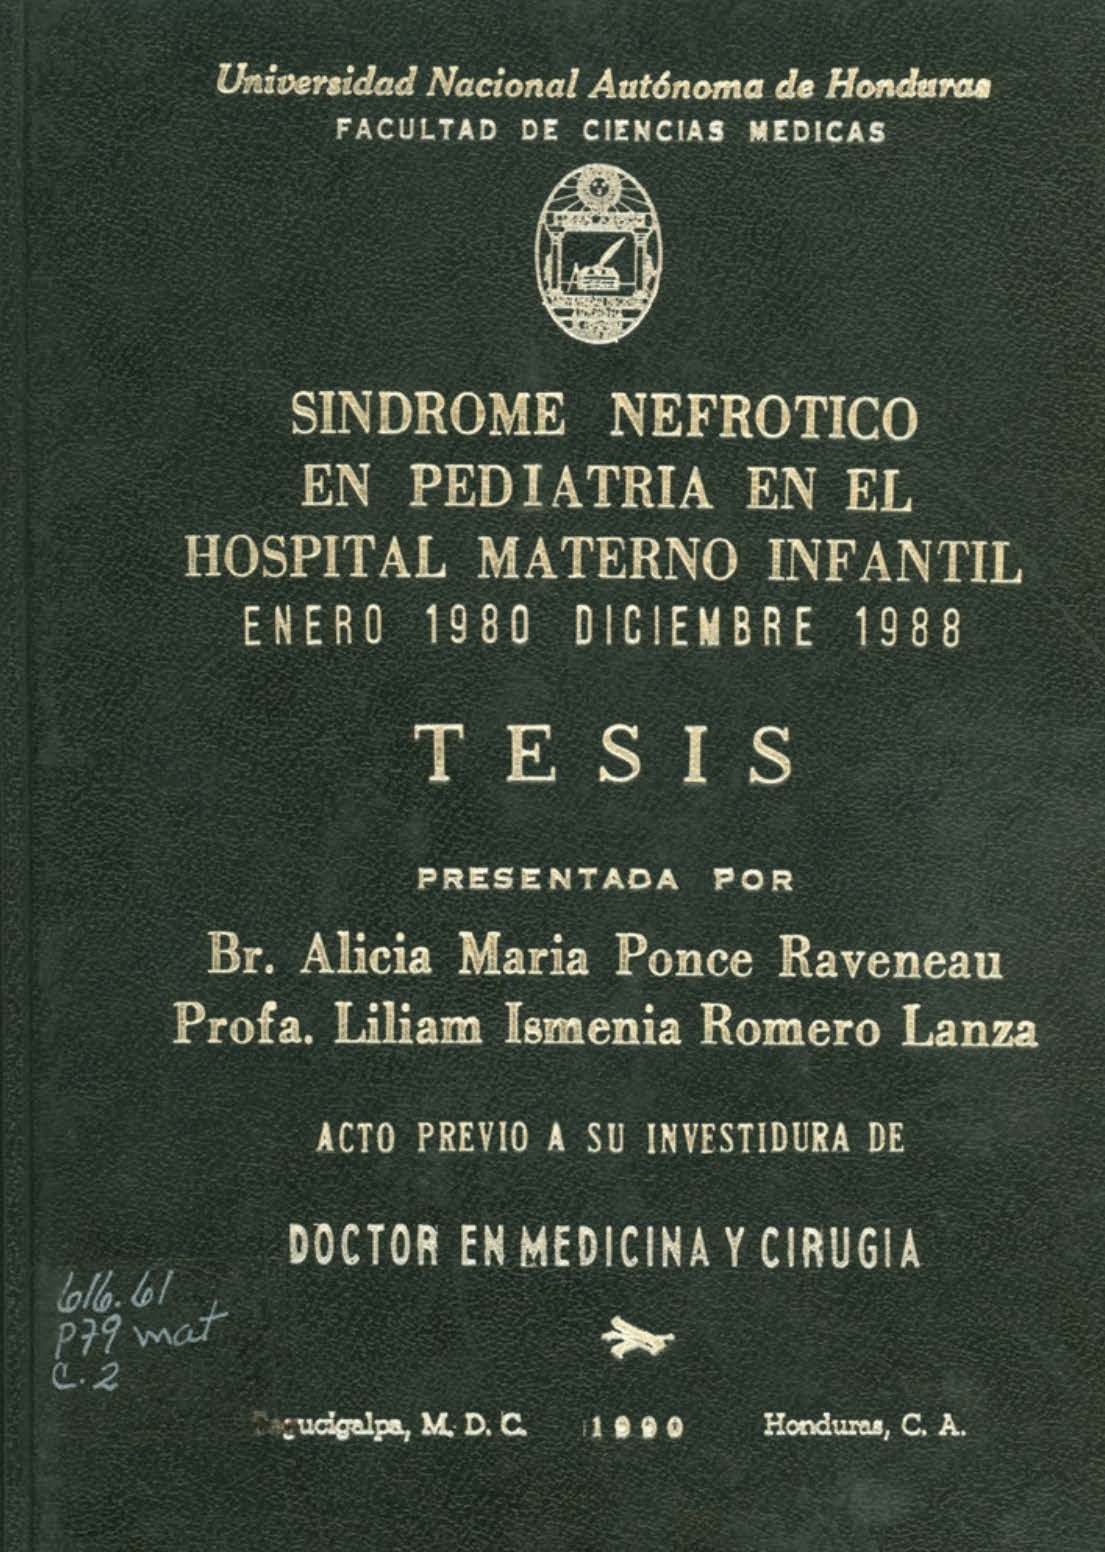 Universidad Nacional Autónoma de Honduras
FACULTAD DE CIENCIAS MEDICAS
SINDROME NEFROTICO
EN PEDIATRIA EN EL
HOSPITAL MATERNO INFANTIL
ENERO 1980 DICIEMBRE 1988
TESIS
PRESENTADA POR
Br. Alicia Maria Ponce Raveneau
Profa. Liliam Ismenia Romero Lanza
ACTO PREVIO A SU INVESTIDURA DE
DOCTOR EN MEDICINA Y CIRUGIA
616.61
P79 mat
C.2
Tegucigalpa, M. D. C. 1990 Honduras, C. A.